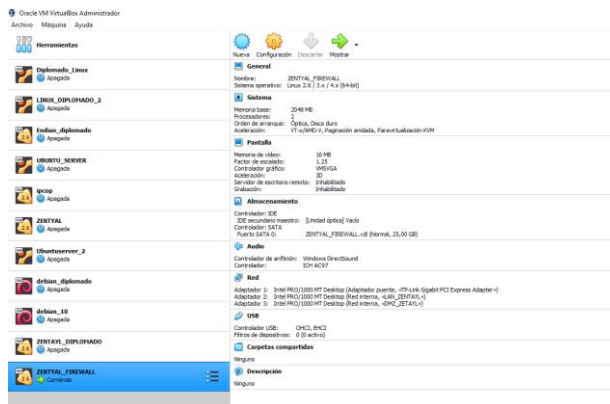 Oracle VM VirtualBox Administrador
Archivo Máquina Ayuda
Herramientas
Diplomado_Linux
Apagada
LINUX_DIPLOMADO_2
Apagada
Endian_diplomado
Apagada
UBUNTU_SERVER
Apagada
ipcop
Apagada
ZENTYAL
Apagada
Ubuntuserver_2
Apagada
debian_diplomado
Apagada
debian_10
Apagada
ZENTAYL_DIPLOMADO
Apagada
ZENTYAL_FIREWALL
Corriendo
Nueva Configuración Descartar Mostrar
General
Nombre: ZENTYAL_FIREWALL
Sistema operativo: Linux 2.6 / 3.x / 4.x (64-bit)
Sistema
Memoria base: 2048 MB
Procesadores: 2
Orden de arranque: Óptica, Disco duro
Aceleración: VT-x/AMD-V, Paginación anidada, Paravirtualización KVM
Pantalla
Memoria de vídeo: 16 MB
Factor de escalado: 1.25
Controlador gráfico: VMSVGA
Aceleración: 3D
Servidor de escritorio remoto: Inhabilitado
Grabación: Inhabilitado
Almacenamiento
Controlador: IDE
IDE secundario maestro: [Unidad óptica] Vacío
Controlador: SATA
Puerto SATA 0: ZENTYAL_FIREWALL.vdi (Normal, 25,00 GB)
Audio
Controlador de anfitrión: Windows DirectSound
Controlador: ICH AC97
Red
Adaptador 1: Intel PRO/1000 MT Desktop (Adaptador puente, «TP-Link Gigabit PCI Express Adapter»)
Adaptador 2: Intel PRO/1000 MT Desktop (Red interna, «LAN_ZENTAYL»)
Adaptador 3: Intel PRO/1000 MT Desktop (Red interna, «DMZ_ZETAYL»)
USB
Controlador USB: OHCI, EHCI
Filtros de dispositivos: 0 (0 activo)
Carpetas compartidas
Ninguno
Descripción
Ninguno